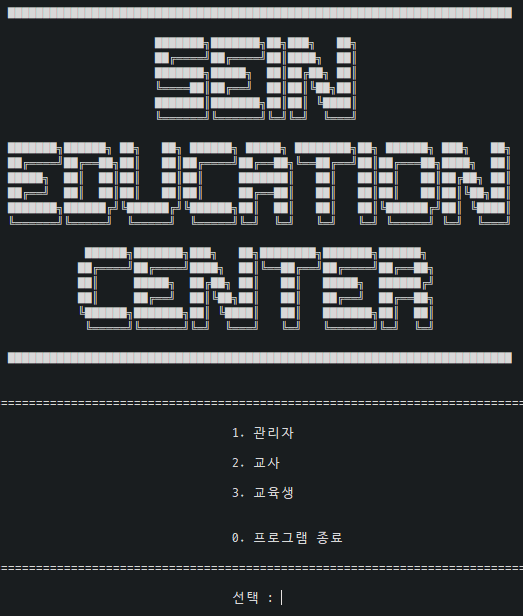 SEIN
EDUCATION
CENTER
1. 관리자
2. 교사
3. 교육생
0. 프로그램 종료
선택 :